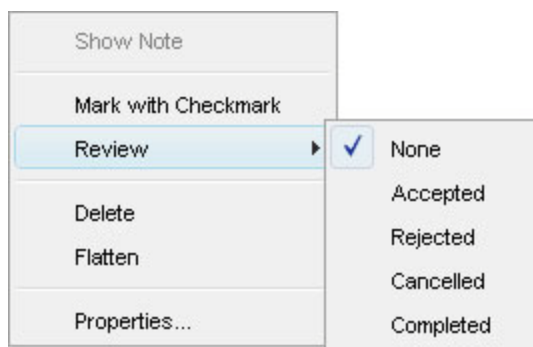 Show Note
Mark with Checkmark
Review
Delete
Flatten
Properties...
None
Accepted
Rejected
Cancelled
Completed